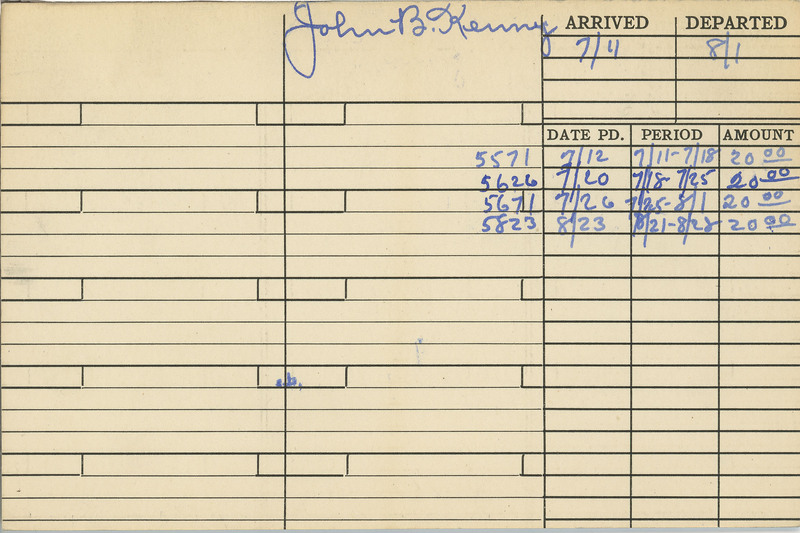 John B. Kenny
ARRIVED DEPARTED
7/4 8/1
DATE PD. PERIOD AMOUNT
5571 7/12 7/11-7/18 20 00
5626 7/20 7/18-7/25 20 00
5671 7/26 7/25-8/1 20 00
5823 8/23 8/21-8/28 20 00